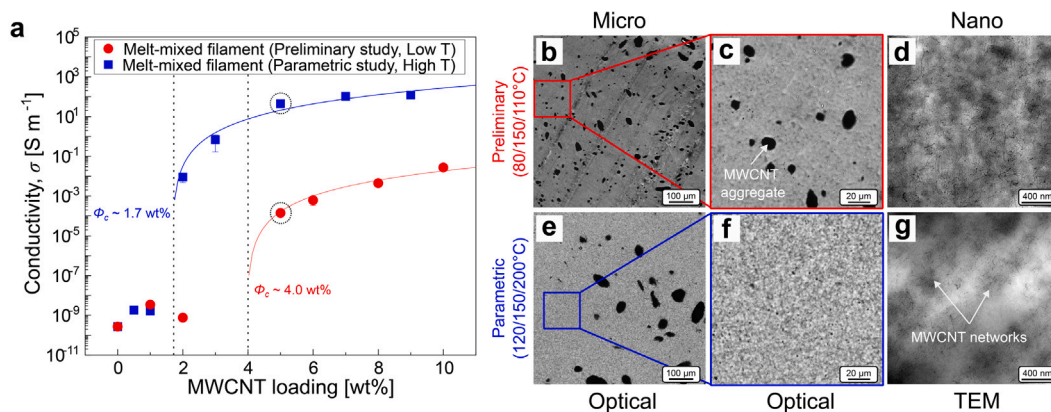 a
Conductivity, σ [S m⁻¹]
10⁵
10³
10¹
10⁻¹
10⁻³
10⁻⁵
10⁻⁷
10⁻⁹
10⁻¹¹
Melt-mixed filament (Preliminary study, Low T)
Melt-mixed filament (Parametric study, High T)
Φc ~ 1.7 wt%
Φc ~ 4.0 wt%
0 2 4 6 8 10
MWCNT loading [wt%]
Micro
Nano
Preliminary
(80/150/110°C)
b
100 µm
c
MWCNT
aggregate
20 µm
d
400 nm
Parametric
(120/150/200°C)
e
100 µm
f
20 µm
g
MWCNT networks
400 nm
Optical
Optical
TEM